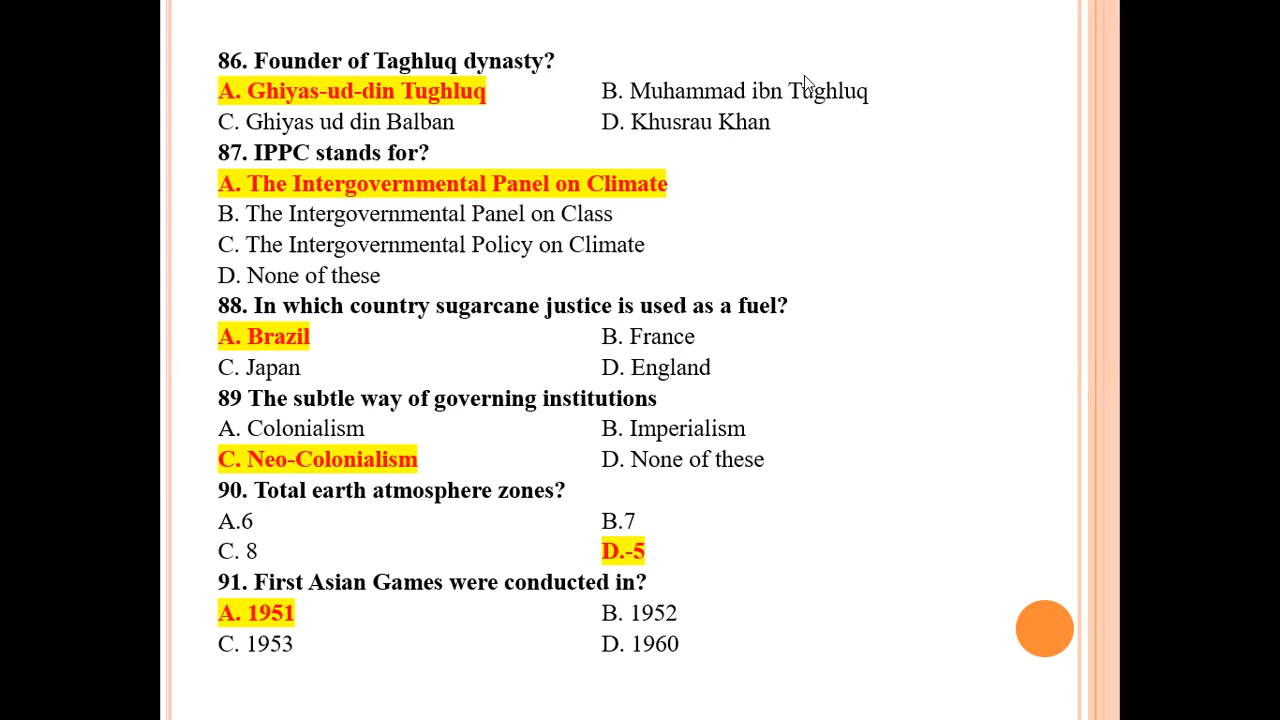 86. Founder of Taghluq dynasty?
A. Ghiyas-ud-din Tughluq B. Muhammad ibn Tughluq
C. Ghiyas ud din Balban D. Khusrau Khan
87. IPPC stands for?
A. The Intergovernmental Panel on Climate
B. The Intergovernmental Panel on Class
C. The Intergovernmental Policy on Climate
D. None of these
88. In which country sugarcane justice is used as a fuel?
A. Brazil B. France
C. Japan D. England
89 The subtle way of governing institutions
A. Colonialism B. Imperialism
C. Neo-Colonialism D. None of these
90. Total earth atmosphere zones?
A.6 B.7
C. 8 D.-5
91. First Asian Games were conducted in?
A. 1951 B. 1952
C. 1953 D. 1960